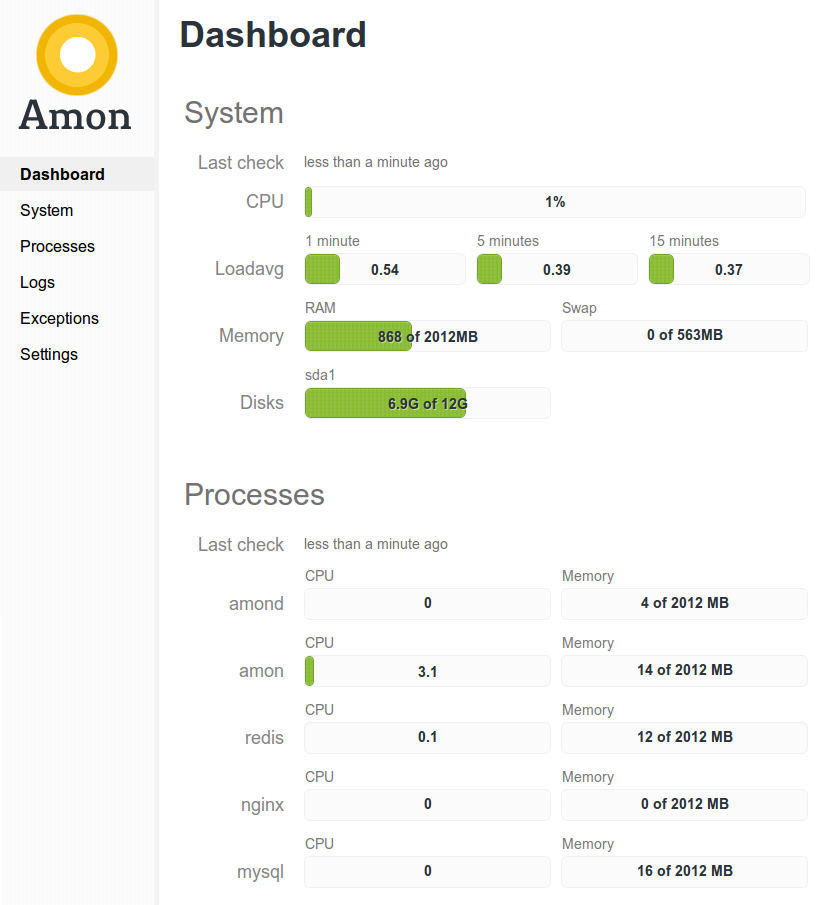 Amon
Dashboard
System
Processes
Logs
Exceptions
Settings
Dashboard
System
Last check less than a minute ago
CPU 1%
1 minute 5 minutes 15 minutes
Loadavg 0.54 0.39 0.37
RAM Swap
Memory 868 of 2012MB 0 of 563MB
sda1
Disks 6.9G of 12G
Processes
Last check less than a minute ago
CPU Memory
amond 0 4 of 2012 MB
CPU Memory
amon 3.1 14 of 2012 MB
CPU Memory
redis 0.1 12 of 2012 MB
CPU Memory
nginx 0 0 of 2012 MB
CPU Memory
mysql 0 16 of 2012 MB